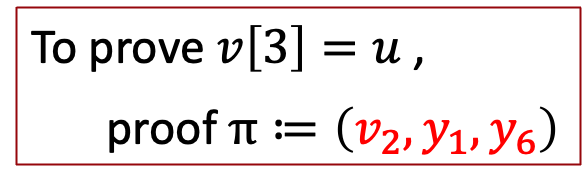 To prove 𝑣[3] = 𝑢 ,
proof π ≔ (𝑣₂, 𝑦₁, 𝑦₆)